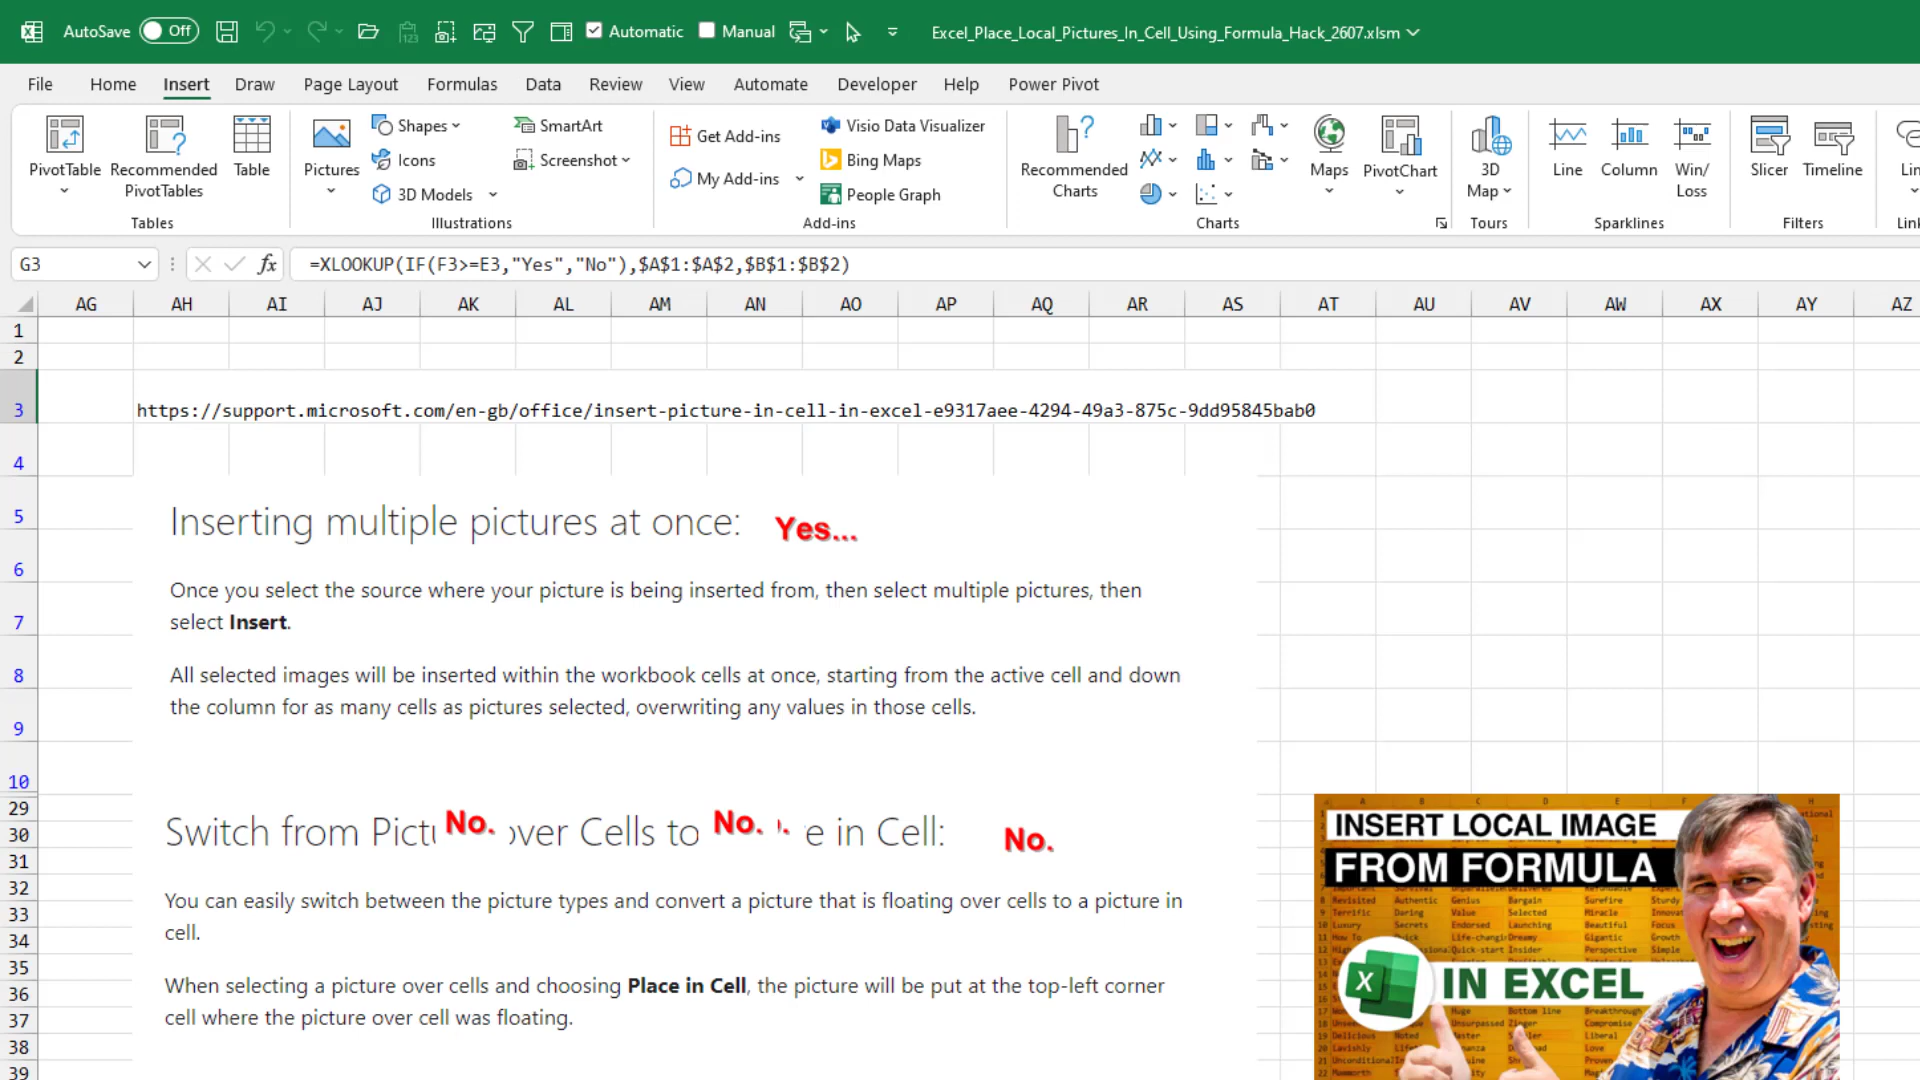 AutoSave Off Automatic Manual Excel_Place_Local_Pictures_In_Cell_Using_Formula_Hack_2607.xlsm
File Home Insert Draw Page Layout Formulas Data Review View Automate Developer Help Power Pivot
PivotTable
Recommended
PivotTables
Table
Tables
Pictures
Shapes
Icons
3D Models
SmartArt
Screenshot
Illustrations
Get Add-ins
My Add-ins
Visio Data Visualizer
Bing Maps
People Graph
Add-ins
Recommended
Charts
Maps
PivotChart
Charts
3D
Map
Tours
Line
Column
Win/
Loss
Sparklines
Slicer
Timeline
Filters
G3 fx =XLOOKUP(IF(F3>=E3,"Yes","No"),$A$1:$A$2,$B$1:$B$2)
AG AH AI AJ AK AL AM AN AO AP AQ AR AS AT AU AV AW AX AY AZ
1
2
3 https://support.microsoft.com/en-gb/office/insert-picture-in-cell-in-excel-e9317aee-4294-49a3-875c-9dd95845bab0
4
5 Inserting multiple pictures at once: Yes...
6
Once you select the source where your picture is being inserted from, then select multiple pictures, then
7 select Insert.
8 All selected images will be inserted within the workbook cells at once, starting from the active cell and down
9 the column for as many cells as pictures selected, overwriting any values in those cells.
10
29
30 Switch from No. over Cells to No. e in Cell: No.
31
32
33 You can easily switch between the picture types and convert a picture that is floating over cells to a picture in
34 cell.
35
36 When selecting a picture over cells and choosing Place in Cell, the picture will be put at the top-left corner
37 cell where the picture over cell was floating.
38
39
INSERT LOCAL IMAGE
FROM FORMULA
IN EXCEL